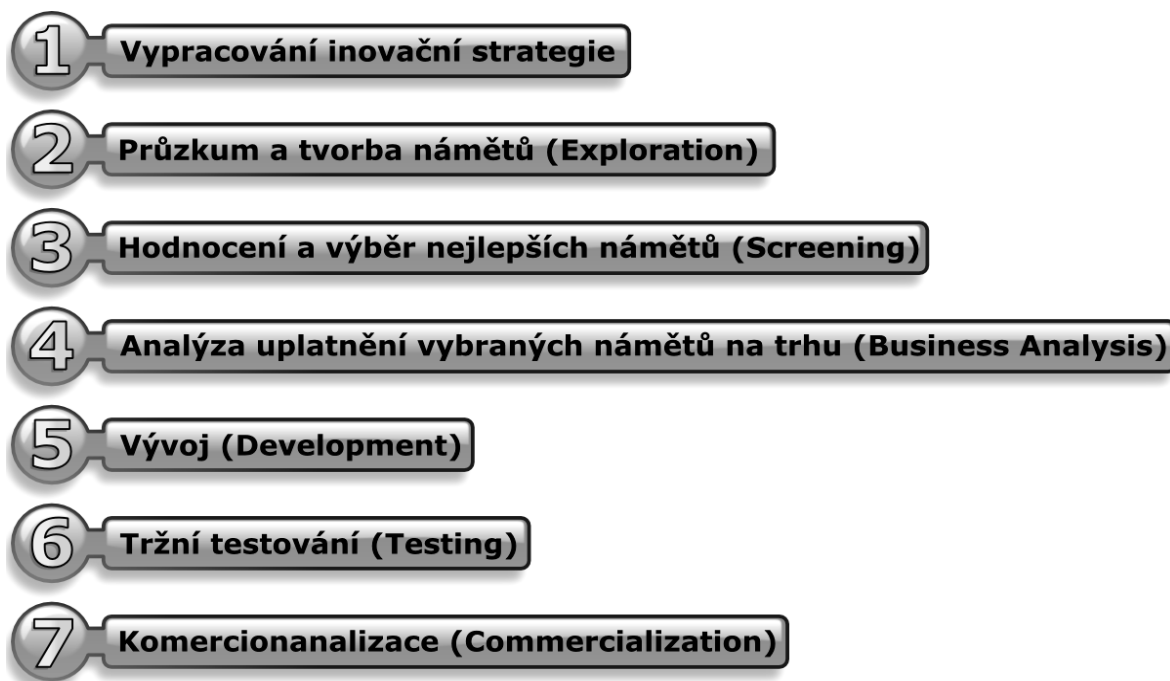 1 Vypracování inovační strategie
2 Průzkum a tvorba námětů (Exploration)
3 Hodnocení a výběr nejlepších námětů (Screening)
4 Analýza uplatnění vybraných námětů na trhu (Business Analysis)
5 Vývoj (Development)
6 Tržní testování (Testing)
7 Komercionanalizace (Commercialization)